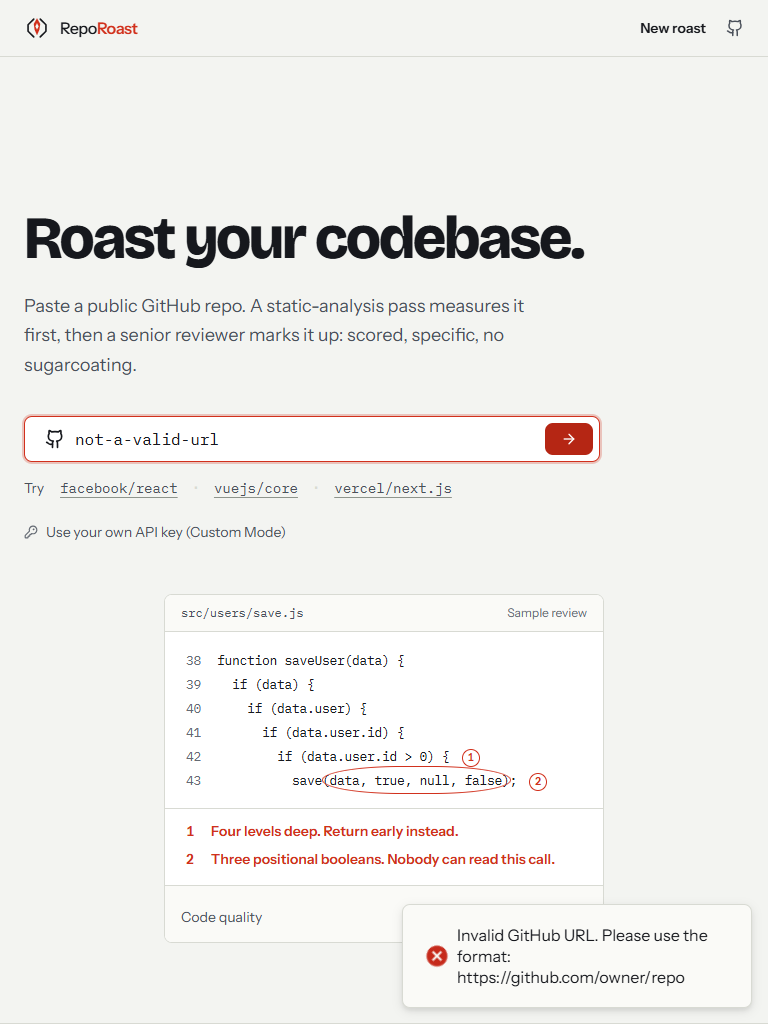 RepoRoast
New roast
Roast your codebase.
Paste a public GitHub repo. A static-analysis pass measures it
first, then a senior reviewer marks it up: scored, specific, no
sugarcoating.
not-a-valid-url
Try facebook/react · vuejs/core · vercel/next.js
Use your own API key (Custom Mode)
src/users/save.js Sample review
38 function saveUser(data) {
39 if (data) {
40 if (data.user) {
41 if (data.user.id) {
42 if (data.user.id > 0) { 1
43 save(data, true, null, false); 2
1 Four levels deep. Return early instead.
2 Three positional booleans. Nobody can read this call.
Code quality
Invalid GitHub URL. Please use the
format:
https://github.com/owner/repo